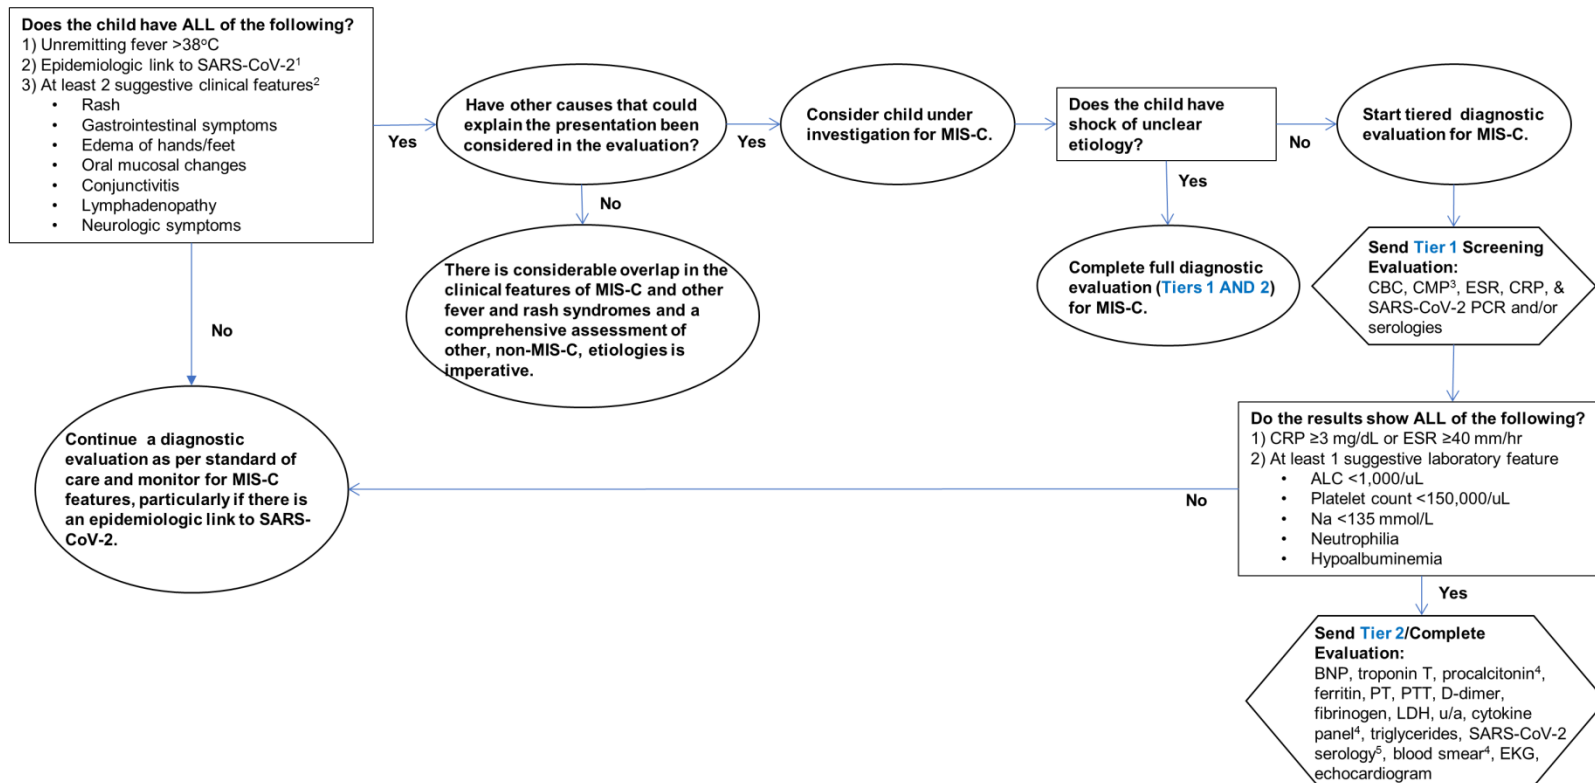 Does the child have ALL of the following?
1) Unremitting fever >38°C
2) Epidemiologic link to SARS-CoV-2¹
3) At least 2 suggestive clinical features²
• Rash
• Gastrointestinal symptoms
• Edema of hands/feet
• Oral mucosal changes
• Conjunctivitis
• Lymphadenopathy
• Neurologic symptoms
Yes
Have other causes that could
explain the presentation been
considered in the evaluation?
Yes
Consider child under
investigation for MIS-C.
Does the child have
shock of unclear
etiology?
No
Start tiered diagnostic
evaluation for MIS-C.
No
There is considerable overlap in the
clinical features of MIS-C and other
fever and rash syndromes and a
comprehensive assessment of
other, non-MIS-C, etiologies is
imperative.
Yes
Complete full diagnostic
evaluation (Tiers 1 AND 2)
for MIS-C.
Send Tier 1 Screening
Evaluation:
CBC, CMP³, ESR, CRP, &
SARS-CoV-2 PCR and/or
serologies
No
Continue a diagnostic
evaluation as per standard of
care and monitor for MIS-C
features, particularly if there is
an epidemiologic link to SARS-
CoV-2.
Do the results show ALL of the following?
1) CRP ≥3 mg/dL or ESR ≥40 mm/hr
2) At least 1 suggestive laboratory feature
• ALC <1,000/uL
• Platelet count <150,000/uL
• Na <135 mmol/L
• Neutrophilia
• Hypoalbuminemia
No
Yes
Send Tier 2/Complete
Evaluation:
BNP, troponin T, procalcitonin⁴,
ferritin, PT, PTT, D-dimer,
fibrinogen, LDH, u/a, cytokine
panel⁴, triglycerides, SARS-CoV-2
serology⁵, blood smear⁴, EKG,
echocardiogram